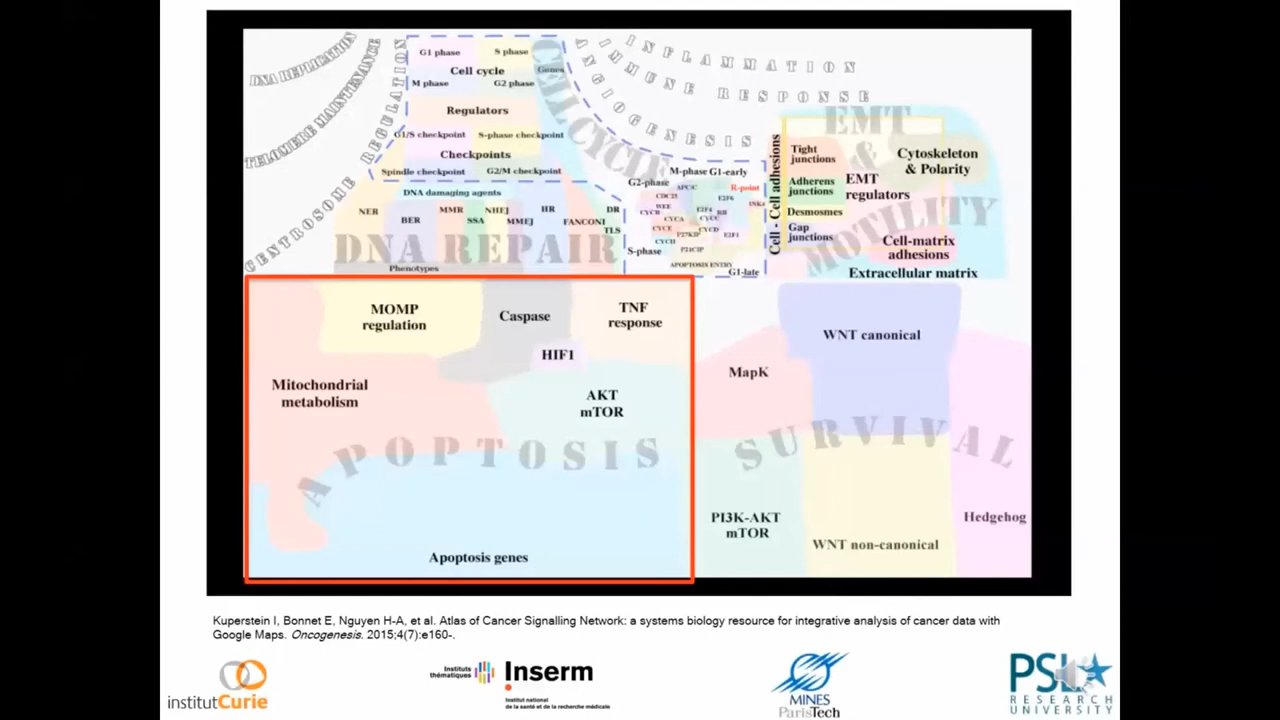 DNA REPLICATION
TELOMERE MAINTENANCE
CENTROSOME
REGULATION
G1 phase
S phase
Cell cycle
Genes
M phase
G2 phase
Regulators
G1/S checkpoint
S-phase checkpoint
Checkpoints
Spindle checkpoint
G2/M checkpoint
CELL CYCLE
ANGIOGENESIS
IMMUNE RESPONSE
INFLAMMATION
DNA damaging agents
NER
BER
MMR
SSA
NHEJ
MMEJ
HR
FANCONI
DR
TLS
DNA REPAIR
Phenotypes
M-phase
G1-early
G2-phase
APC/C
R-point
CDC25
E2F6
WEE
INK4
CYCB
E2F4
RB
CYCA
CYCC
CYCE
CYCD
P27KIP
E2F1
CYCH
P21CIP
S-phase
APOPTOSIS ENTRY
G1-late
Cell - Cell adhesions
EMT
&
MOTILITY
Tight
junctions
Adherens
junctions
Desmosmes
Gap
junctions
EMT
regulators
Cytoskeleton
& Polarity
Cell-matrix
adhesions
Extracellular matrix
MOMP
regulation
Caspase
TNF
response
HIF1
Mitochondrial
metabolism
AKT
mTOR
APOPTOSIS
Apoptosis genes
WNT canonical
MapK
SURVIVAL
PI3K-AKT
mTOR
WNT non-canonical
Hedgehog
Kuperstein I, Bonnet E, Nguyen H-A, et al. Atlas of Cancer Signalling Network: a systems biology resource for integrative analysis of cancer data with
Google Maps. Oncogenesis. 2015;4(7):e160-.
institutCurie
Instituts
thématiques
Inserm
Institut national
de la santé et de la recherche médicale
MINES
ParisTech
PSL
RESEARCH
UNIVERSITY